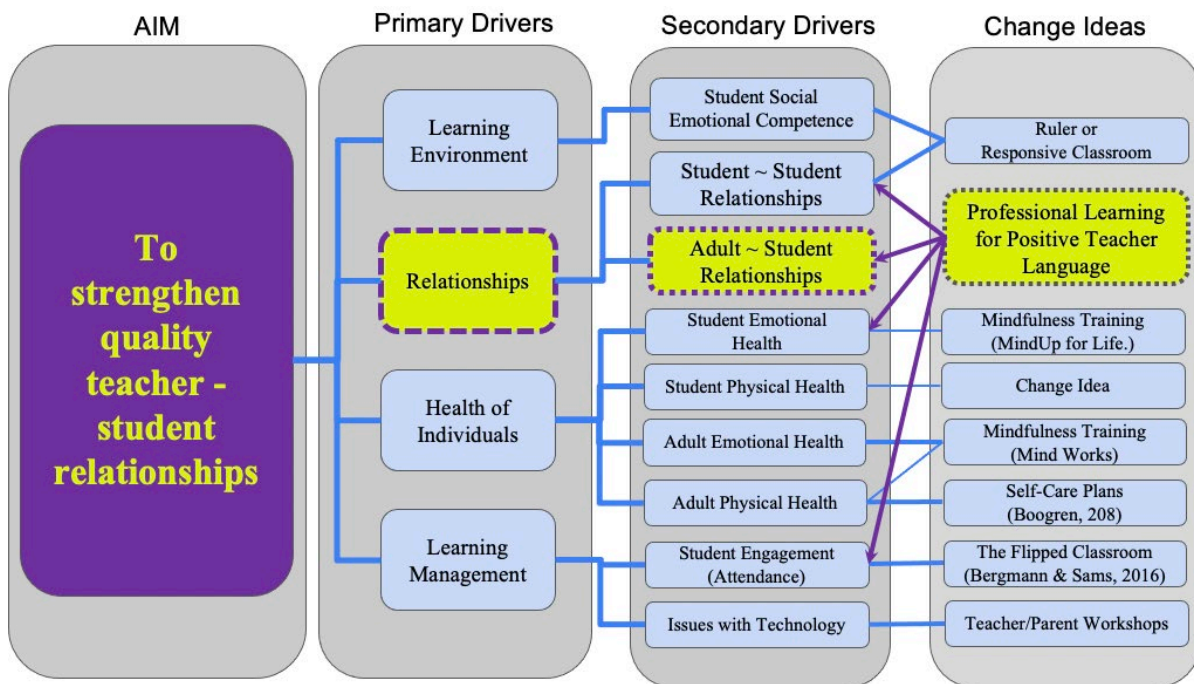 AIM
Primary Drivers
Secondary Drivers
Change Ideas
To
strengthen
quality
teacher -
student
relationships
Learning
Environment
Relationships
Health of
Individuals
Learning
Management
Student Social
Emotional Competence
Student ~ Student
Relationships
Adult ~ Student
Relationships
Student Emotional
Health
Student Physical Health
Adult Emotional Health
Adult Physical Health
Student Engagement
(Attendance)
Issues with Technology
Ruler or
Responsive Classroom
Professional Learning
for Positive Teacher
Language
Mindfulness Training
(MindUp for Life.)
Change Idea
Mindfulness Training
(Mind Works)
Self-Care Plans
(Boogren, 208)
The Flipped Classroom
(Bergmann & Sams, 2016)
Teacher/Parent Workshops